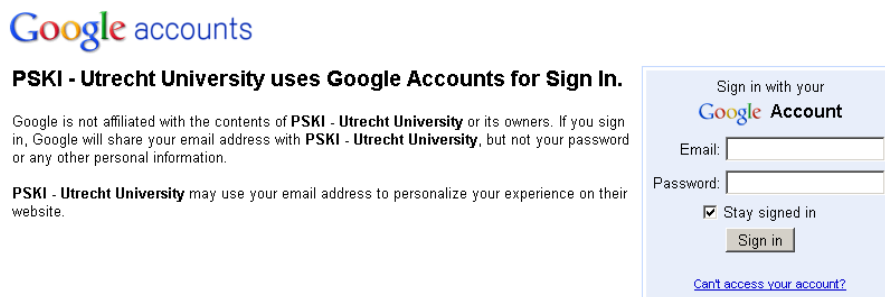 Google accounts
PSKI - Utrecht University uses Google Accounts for Sign In.
Google is not affiliated with the contents of PSKI - Utrecht University or its owners. If you sign
in, Google will share your email address with PSKI - Utrecht University, but not your password
or any other personal information.
PSKI - Utrecht University may use your email address to personalize your experience on their
website.
Sign in with your
Google Account
Email:
Password:
Stay signed in
Sign in
Can't access your account?